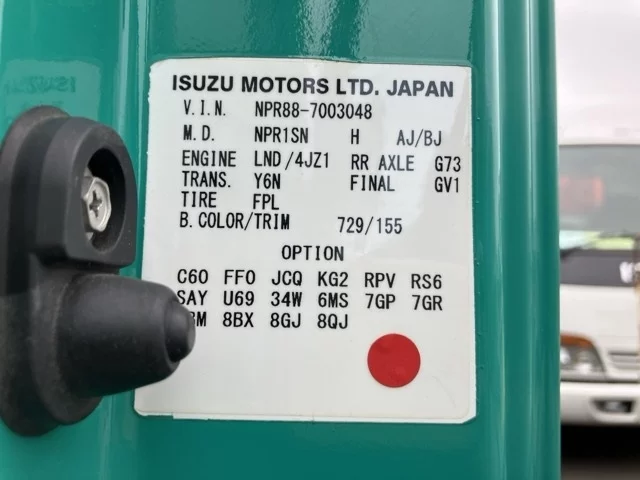 ISUZU MOTORS LTD. JAPAN
V.I.N. NPR88-7003048
M.D. NPR1SN H AJ/BJ
ENGINE LND/4JZ1 RR AXLE G73
TRANS. Y6N FINAL GV1
TIRE FPL
B.COLOR/TRIM 729/155
OPTION
C60 FF0 JCQ KG2 RPV RS6
SAY U69 34W 6MS 7GP 7GR
8BX 8GJ 8QJ